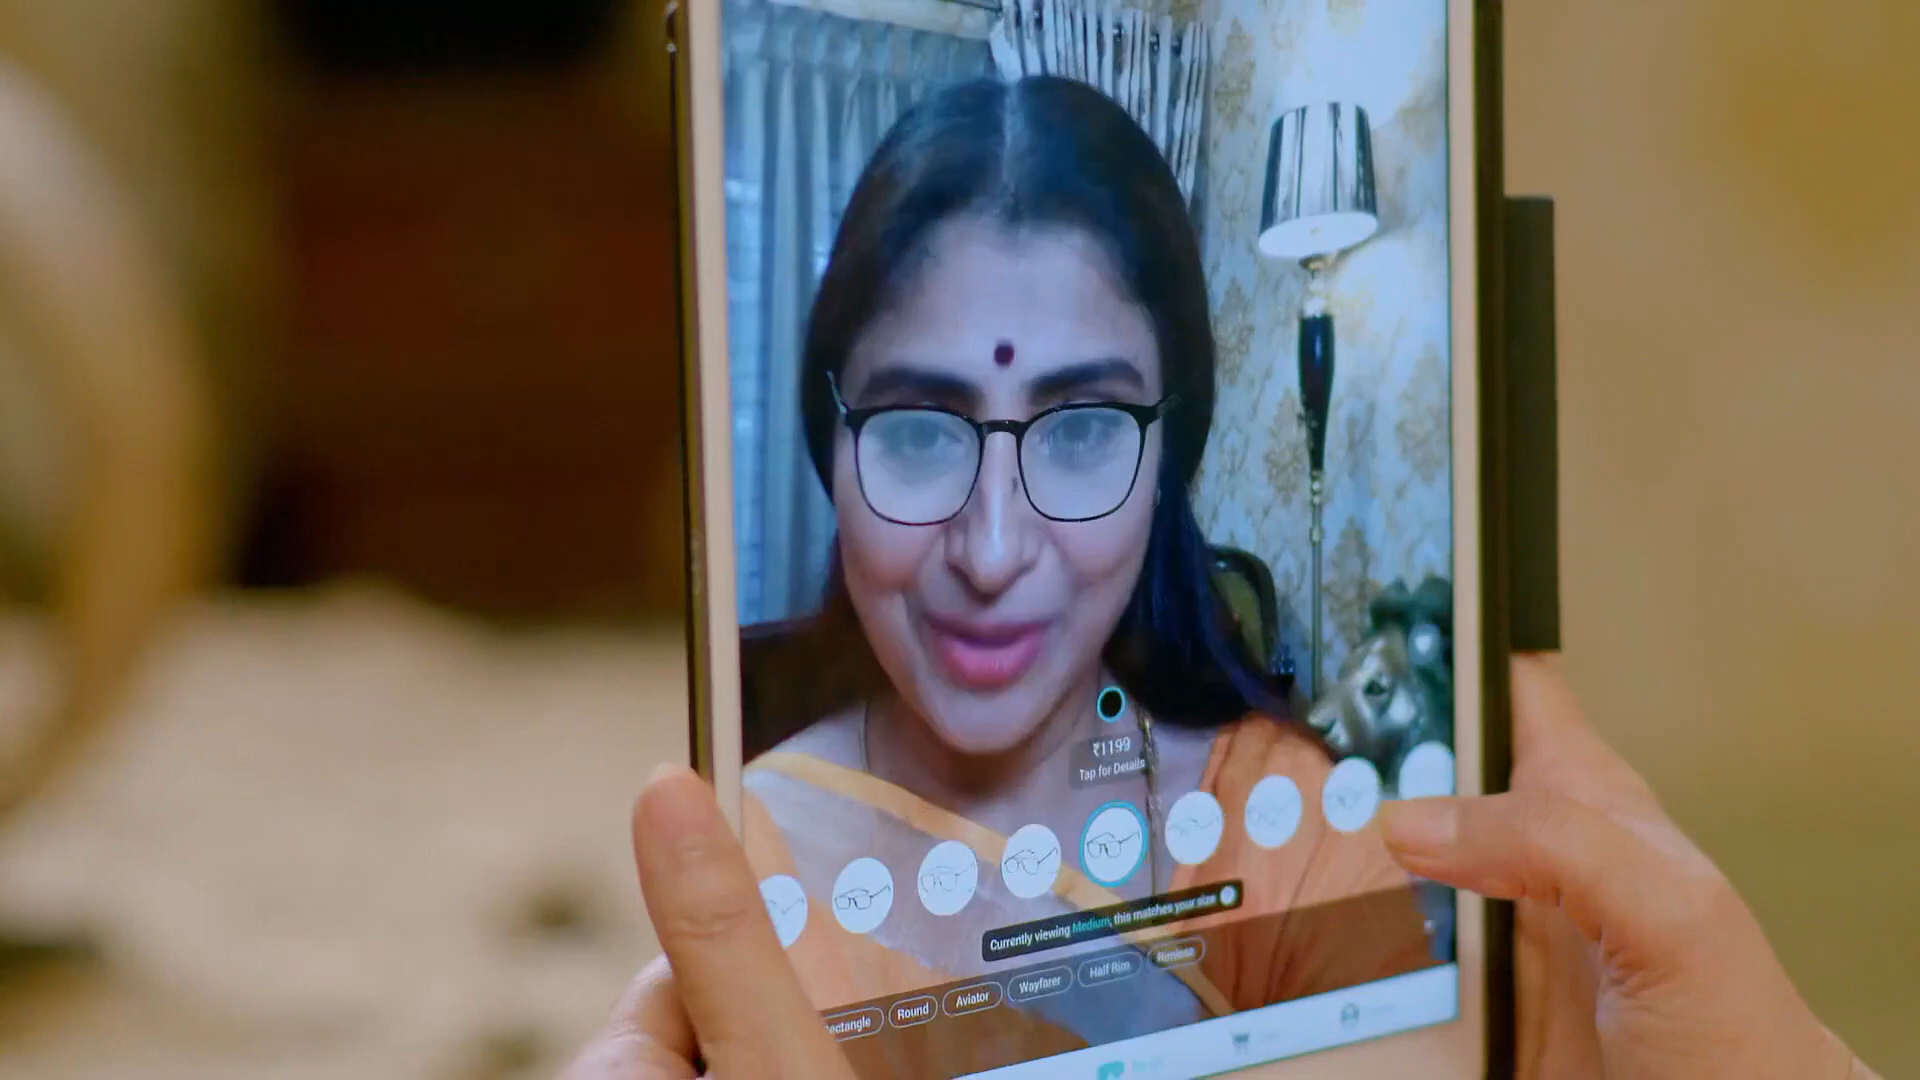 ₹1199
Tap for Details
Currently viewing Medium, this matches your size
Rectangle Round Aviator Wayfarer Half Rim Rimless